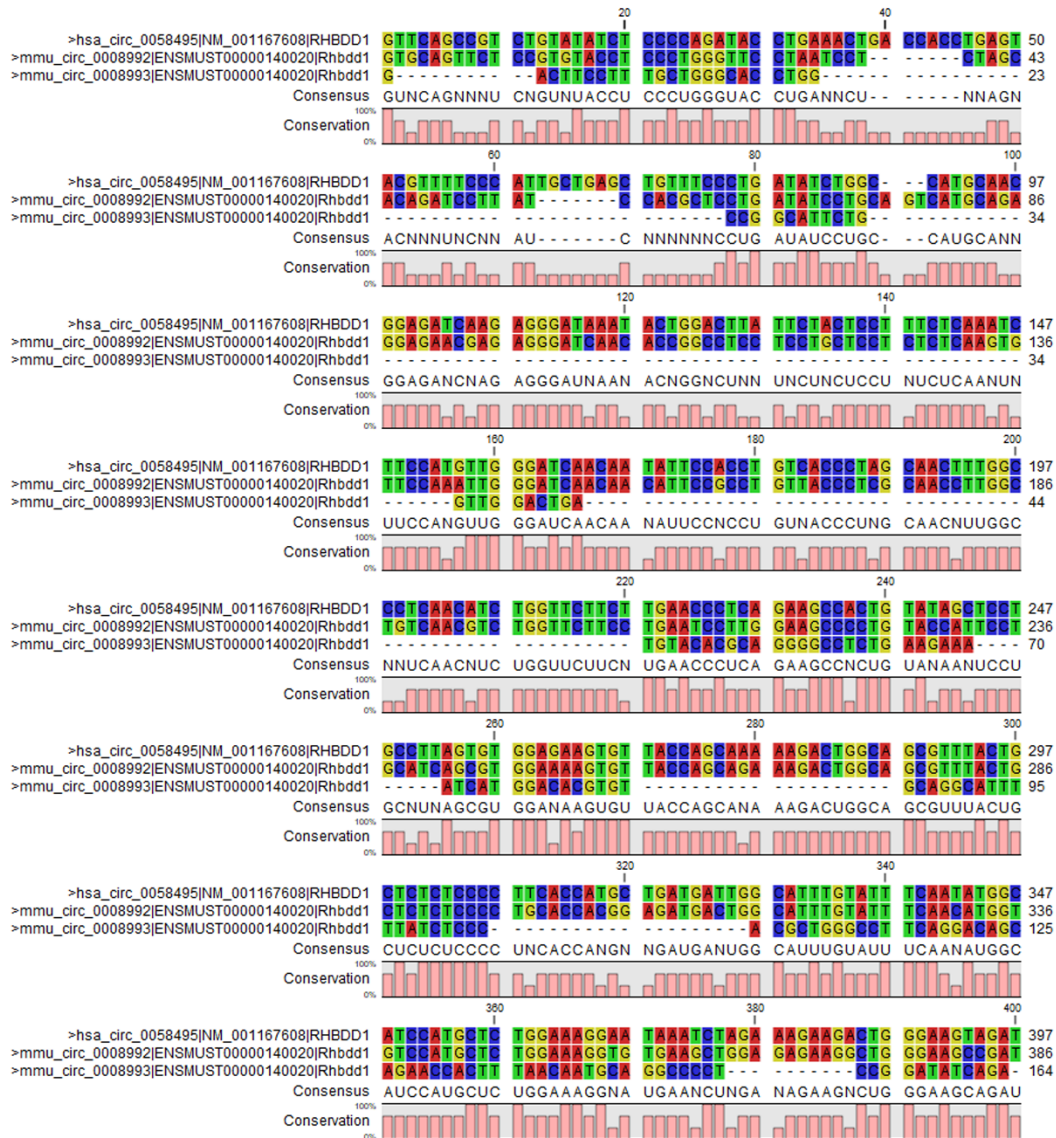 20 40
>hsa_circ_0058495|NM_001167608|RHBDD1 GTTCAGCCGT CTGTATATCT CCCCAGATAC CTGAAACTGA CCACCTGAGT 50
>mmu_circ_0008992|ENSMUST00000140020|Rhbdd1 GTGCAGTTCT CCGTGTACCT CCCTGGGTTC CTAATCCT-- -----CTAGC 43
>mmu_circ_0008993|ENSMUST00000140020|Rhbdd1 G--------- --ACTTCCTT TGCTGGGCAC CTGG------ ---------- 23
Consensus GUNCAGNNNU CNGUNUACCU CCCUGGGUAC CUGANNCU-- -----NNAGN
100%
Conservation
0%
60 80 100
>hsa_circ_0058495|NM_001167608|RHBDD1 ACGTTTTCCC ATTGCTGAGC TGTTTCCCTG ATATCTGGC- --CATGCAAC 97
>mmu_circ_0008992|ENSMUST00000140020|Rhbdd1 ACAGATCCTT AT-------C CACGCTCCTG ATATCCTGCA GTCATGCAGA 86
>mmu_circ_0008993|ENSMUST00000140020|Rhbdd1 ---------- ---------- -------CCG GCATTCTG-- ---------- 34
Consensus ACNNNUNCNN AU-------C NNNNNNCCUG AUAUCCUGC- --CAUGCANN
100%
Conservation
0%
120 140
>hsa_circ_0058495|NM_001167608|RHBDD1 GGAGATCAAG AGGGATAAAT ACTGGACTTA TTCTACTCCT TTCTCAAATC 147
>mmu_circ_0008992|ENSMUST00000140020|Rhbdd1 GGAGAACGAG AGGGATCAAC ACCGGCCTCC TCCTGCTCCT CTCTCAAGTG 136
>mmu_circ_0008993|ENSMUST00000140020|Rhbdd1 ---------- ---------- ---------- ---------- ---------- 34
Consensus GGAGANCNAG AGGGAUNAAN ACNGGNCUNN UNCUNCUCCU NUCUCAANUN
100%
Conservation
0%
160 180 200
>hsa_circ_0058495|NM_001167608|RHBDD1 TTCCATGTTG GGATCAACAA TATTCCACCT GTCACCCTAG CAACTTTGGC 197
>mmu_circ_0008992|ENSMUST00000140020|Rhbdd1 TTCCAAATTG GGATCAACAA CATTCCGCCT GTTACCCTCG CAACCTTGGC 186
>mmu_circ_0008993|ENSMUST00000140020|Rhbdd1 ------GTTG GACTGA---- ---------- ---------- ---------- 44
Consensus UUCCANGUUG GGAUCAACAA NAUUCCNCCU GUNACCCUNG CAACNUUGGC
100%
Conservation
0%
220 240
>hsa_circ_0058495|NM_001167608|RHBDD1 CCTCAACATC TGGTTCTTCT TGAACCCTCA GAAGCCACTG TATAGCTCCT 247
>mmu_circ_0008992|ENSMUST00000140020|Rhbdd1 TGTCAACGTC TGGTTCTTCC TGAATCCTTG GAAGCCCCTG TACCATTCCT 236
>mmu_circ_0008993|ENSMUST00000140020|Rhbdd1 ---------- ---------- TGTACACGCA GGGGCCTCTG AAGAAA---- 70
Consensus NNUCAACNUC UGGUUCUUCN UGAACCCUCA GAAGCCNCUG UANANNUCCU
100%
Conservation
0%
260 280 300
>hsa_circ_0058495|NM_001167608|RHBDD1 GCCTTAGTGT GGAGAAGTGT TACCAGCAAA AAGACTGGCA GCGTTTACTG 297
>mmu_circ_0008992|ENSMUST00000140020|Rhbdd1 GCATCAGCGT GGAAAAGTGT TACCAGCAGA AAGACTGGCA GCGTTTACTG 286
>mmu_circ_0008993|ENSMUST00000140020|Rhbdd1 -----ATCAT GGACACGTGT ---------- ---------- GCAGGCATTT 95
Consensus GCNUNAGCGU GGANAAGUGU UACCAGCANA AAGACUGGCA GCGUUUACUG
100%
Conservation
0%
320 340
>hsa_circ_0058495|NM_001167608|RHBDD1 CTCTCTCCCC TTCACCATGC TGATGATTGG CATTTGTATT TCAATATGGC 347
>mmu_circ_0008992|ENSMUST00000140020|Rhbdd1 CTCTCTCCCC TGCACCACGG AGATGACTGG CATTTGTATT TCAACATGGT 336
>mmu_circ_0008993|ENSMUST00000140020|Rhbdd1 TTATCTCCC- ---------- ---------A CGCTGGGCCT TCAGGACAGC 125
Consensus CUCUCUCCCC UNCACCANGN NGAUGANUGG CAUUUGUAUU UCAANAUGGC
100%
Conservation
0%
360 380 400
>hsa_circ_0058495|NM_001167608|RHBDD1 ATCCATGCTC TGGAAAGGAA TAAATCTAGA AAGAAGACTG GGAAGTAGAT 397
>mmu_circ_0008992|ENSMUST00000140020|Rhbdd1 GTCCATGCTC TGGAAAGGTG TGAAGCTGGA GAGAAGGCTG GGAAGCCGAT 386
>mmu_circ_0008993|ENSMUST00000140020|Rhbdd1 AGAACCACTT TAACAATGCA GGCCCCT--- -------CCG GATATCAGA- 164
Consensus AUCCAUGCUC UGGAAAGGNA UGAANCUNGA NAGAAGNCUG GGAAGCAGAU
100%
Conservation
0%